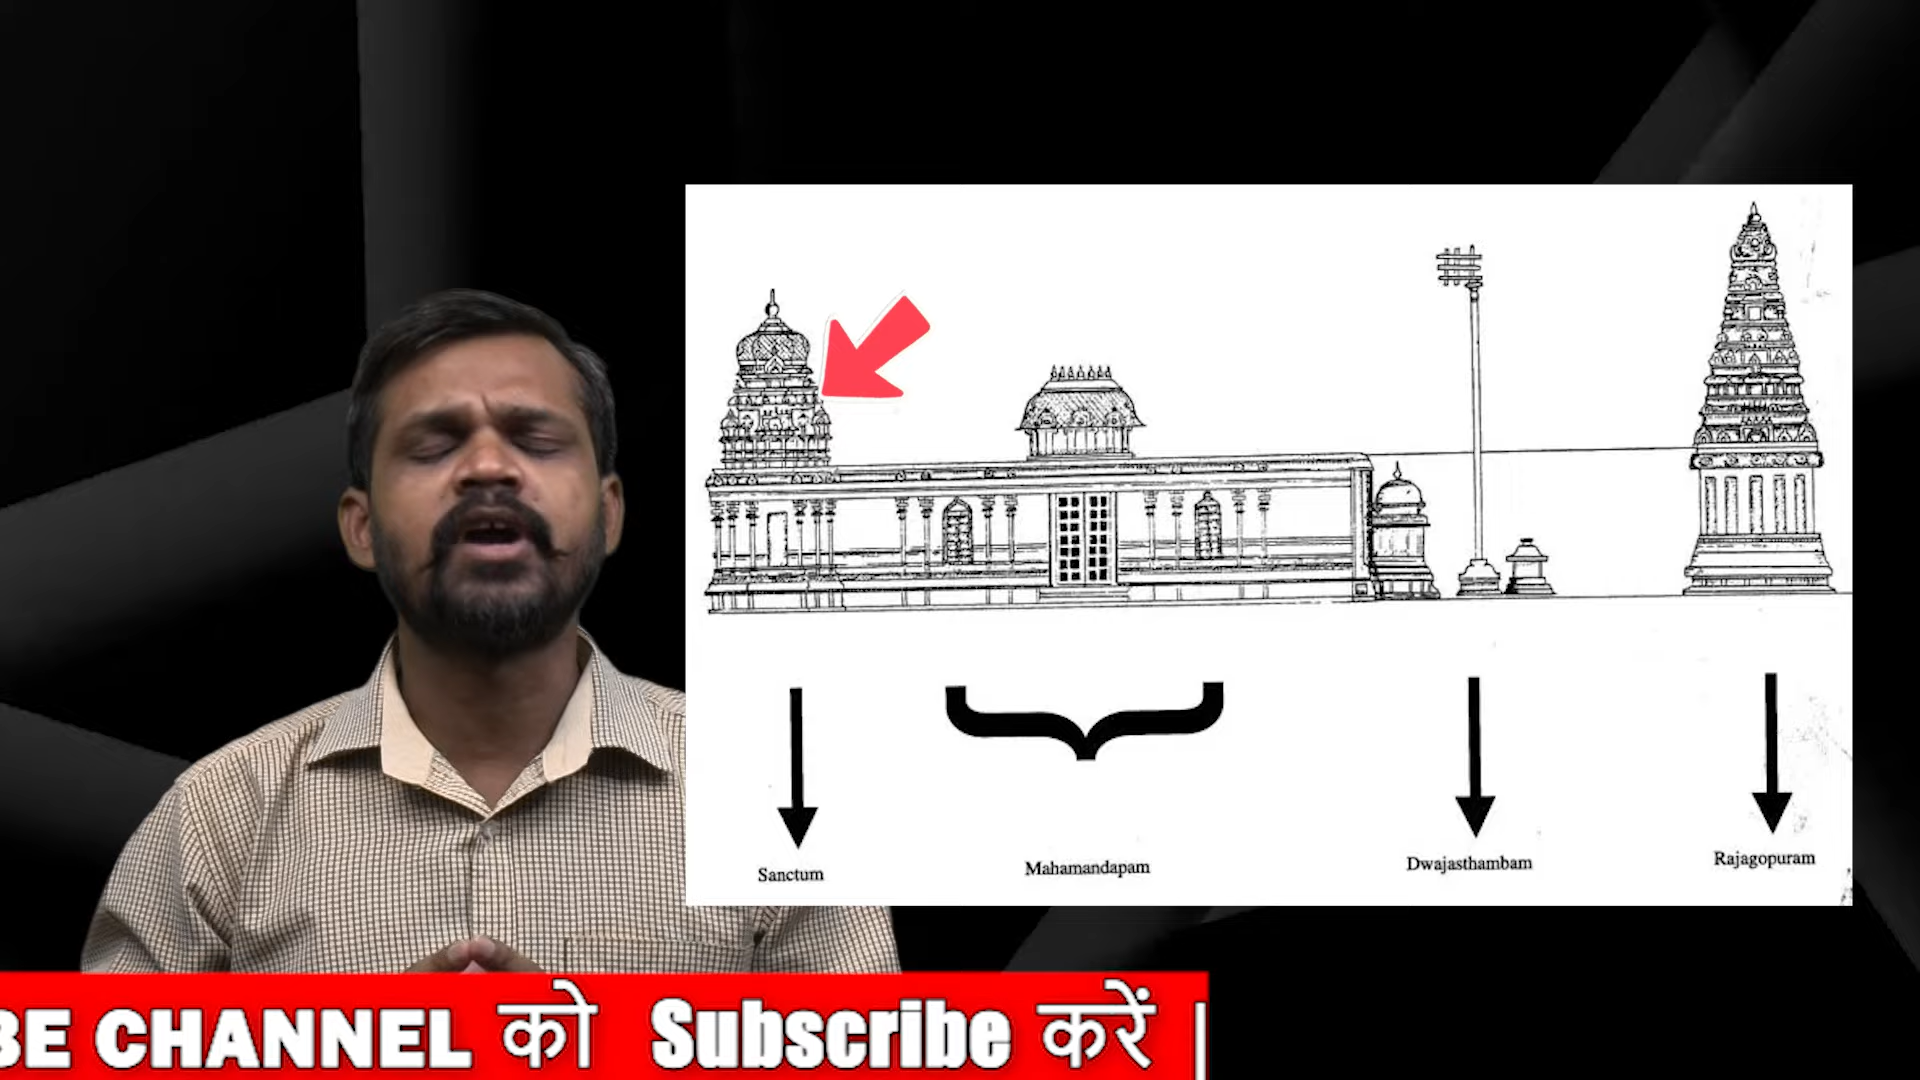 Sanctum
Mahamandapam
Dwajasthambam
Rajagopuram
BE CHANNEL को Subscribe करें |